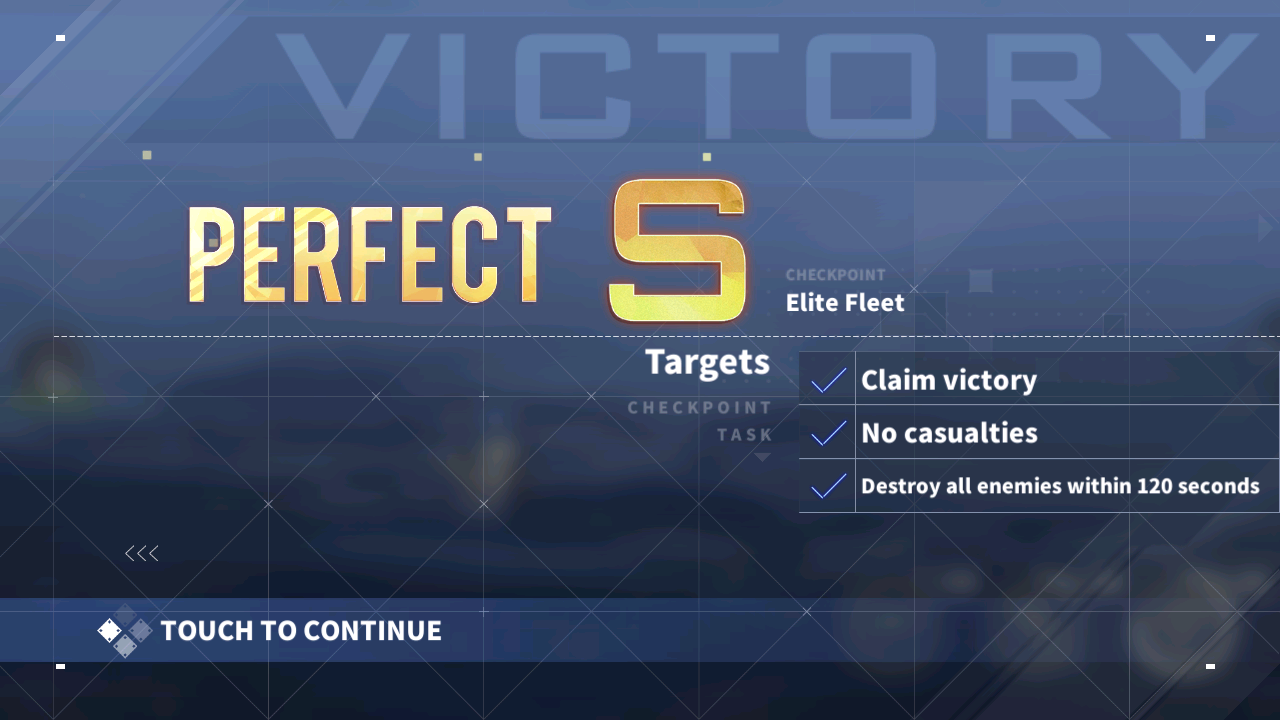 VICTORY
PERFECT S
CHECKPOINT
Elite Fleet
Targets
CHECKPOINT
TASK
Claim victory
No casualties
Destroy all enemies within 120 seconds
TOUCH TO CONTINUE